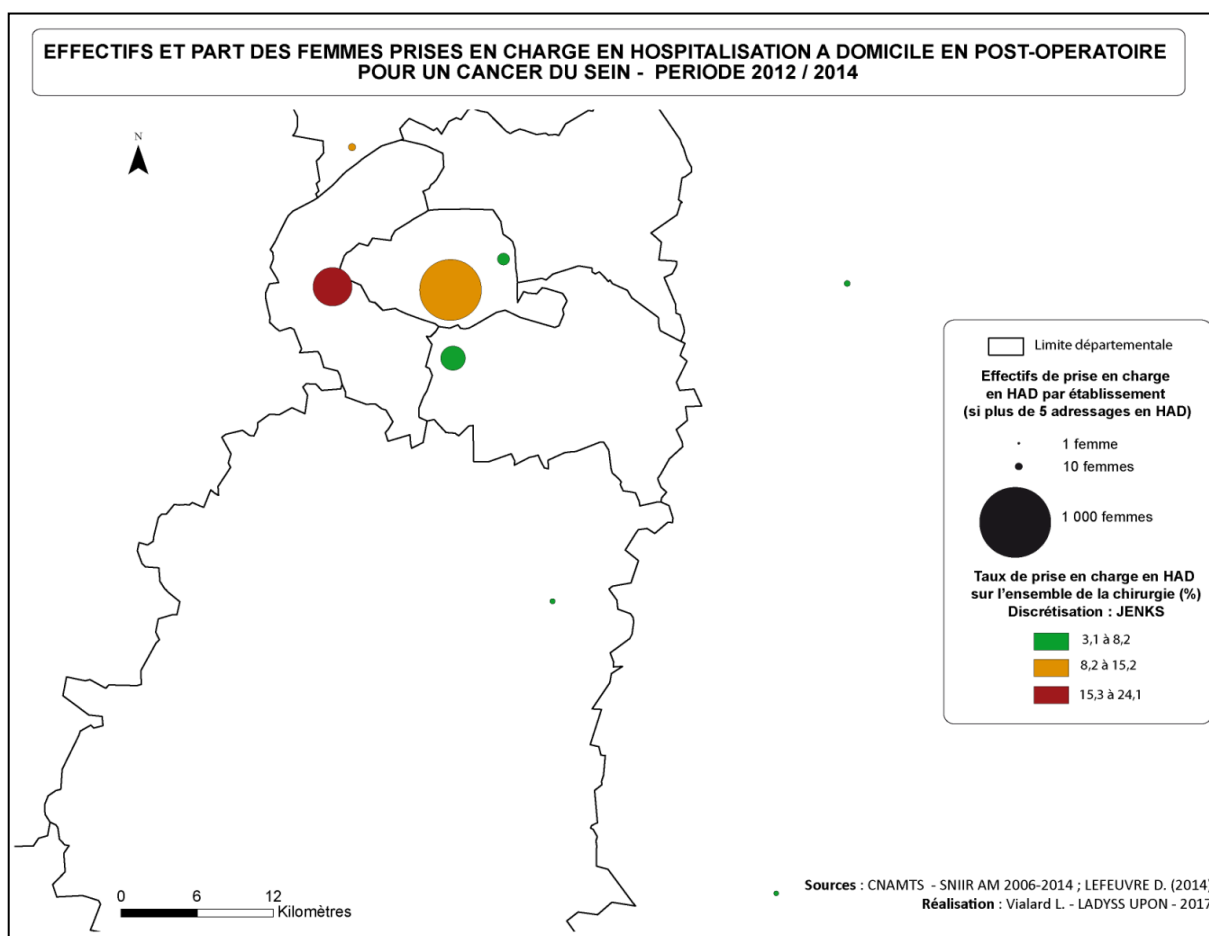 EFFECTIFS ET PART DES FEMMES PRISES EN CHARGE EN HOSPITALISATION A DOMICILE EN POST-OPERATOIRE
POUR UN CANCER DU SEIN - PERIODE 2012 / 2014
N
Limite départementale
Effectifs de prise en charge
en HAD par établissement
(si plus de 5 adressages en HAD)
1 femme
10 femmes
1 000 femmes
Taux de prise en charge en HAD
sur l'ensemble de la chirurgie (%)
Discrétisation : JENKS
3,1 à 8,2
8,2 à 15,2
15,3 à 24,1
0 6 12
Kilomètres
Sources : CNAMTS - SNIIR AM 2006-2014 ; LEFEUVRE D. (2014)
Réalisation : Vialard L. - LADYSS UPON - 2017